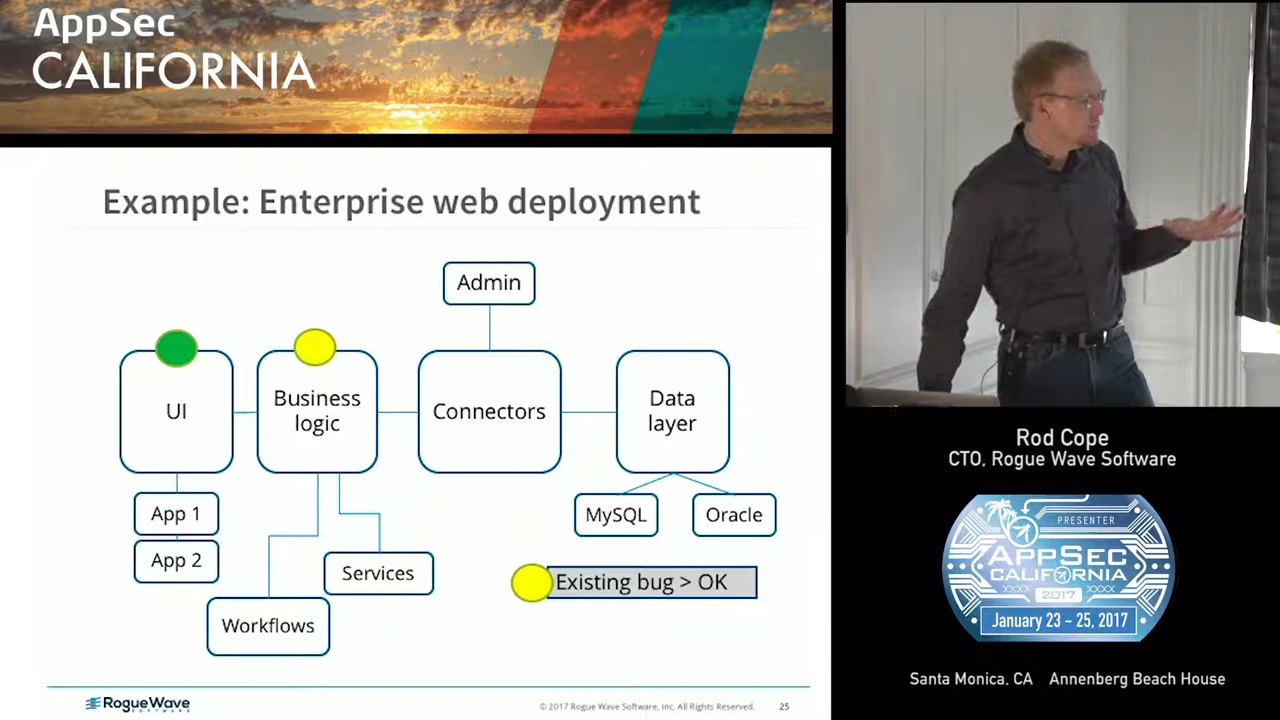 AppSec
CALIFORNIA
Example: Enterprise web deployment
Admin
UI
Business
logic
Connectors
Data
layer
App 1
App 2
MySQL
Oracle
Services
Workflows
Existing bug > OK
RogueWave
SOFTWARE
© 2017 Rogue Wave Software, Inc. All Rights Reserved.
25
Rod Cope
CTO, Rogue Wave Software
PRESENTER
APPSEC
CALIFORNIA
2017
January 23 – 25, 2017
Santa Monica, CA Annenberg Beach House